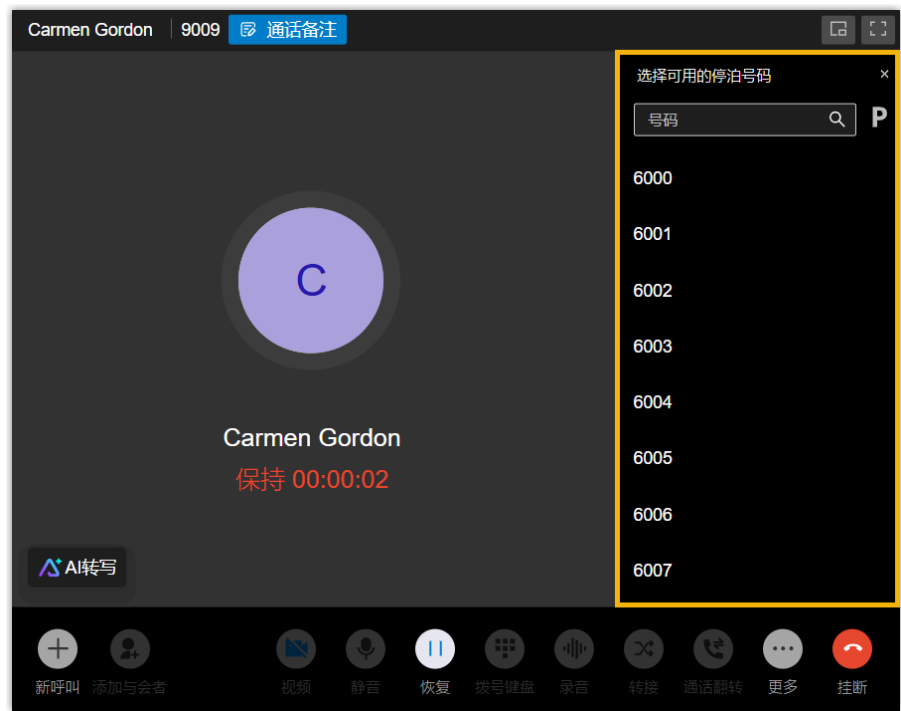 Carmen Gordon 9009 通话备注
选择可用的停泊号码 ×
号码 P
6000
6001
6002
6003
6004
6005
6006
6007
C
Carmen Gordon
保持 00:00:02
AI转写
新呼叫 添加与会者 视频 静音 恢复 拨号键盘 录音 转接 通话翻转 更多 挂断